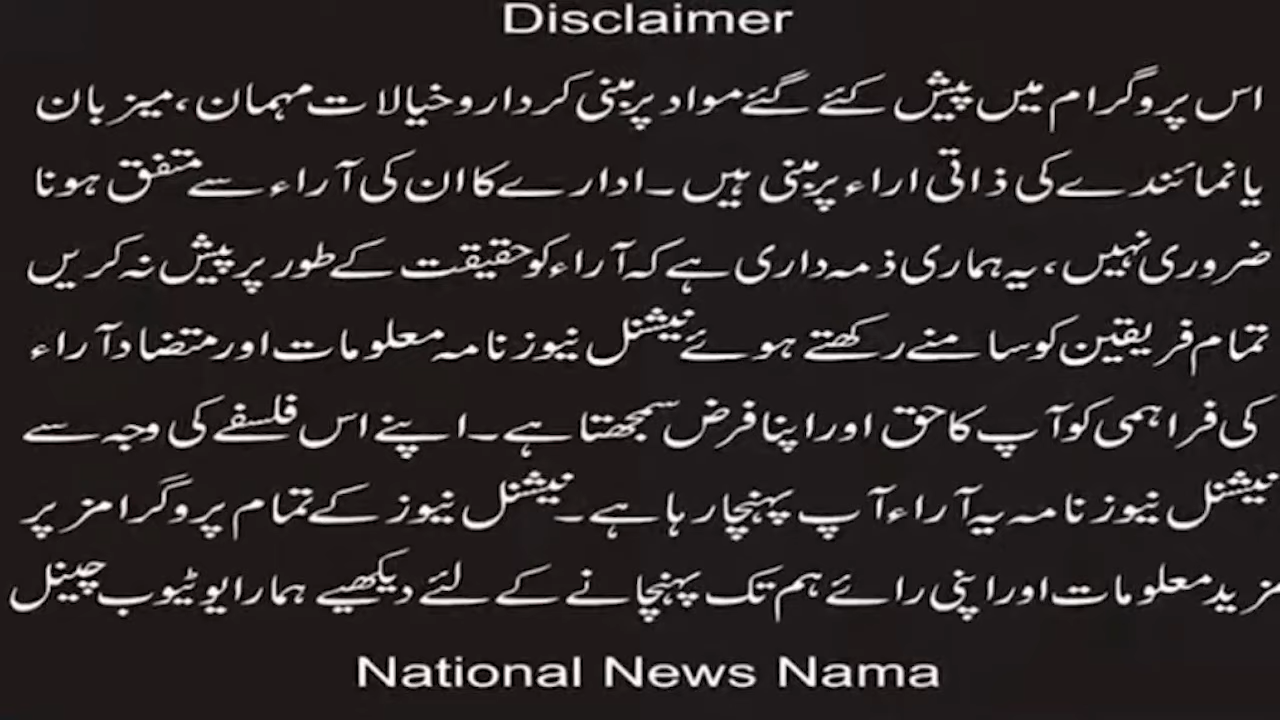 Disclaimer
اس پروگرام میں پیش کئے گئے مواد پر مبنی کردار و خیالات مہمان، میزبان
یا نمائندے کی ذاتی اراء پر مبنی ہیں۔ ادارے کا ان کی آراء سے متفق ہونا
ضروری نہیں، یہ ہماری ذمہ داری ہے کہ آراء کو حقیقت کے طور پر پیش نہ کریں
تمام فریقین کو سامنے رکھتے ہوئے نیشنل نیوز نامہ معلومات اور متضاد آراء
کی فراہمی کو آپ کا حق اور اپنا فرض سمجھتا ہے۔ اپنے اس فلسفے کی وجہ سے
نیشنل نیوز نامہ یہ آراء آپ پہنچا رہا ہے۔ نیشنل نیوز کے تمام پروگرامز پر
مزید معلومات اور اپنی رائے ہم تک پہنچانے کے لئے دیکھیے ہمارا یوٹیوب چینل
National News Nama